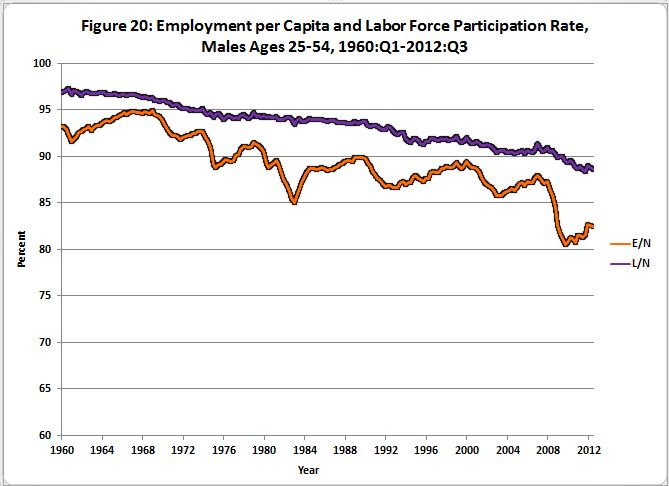 Figure 20: Employment per Capita and Labor Force Participation Rate,
Males Ages 25-54, 1960:Q1-2012:Q3
100
95
90
85
80
75
70
65
60
Percent
1960 1964 1968 1972 1976 1980 1984 1988 1992 1996 2000 2004 2008 2012
Year
E/N
L/N